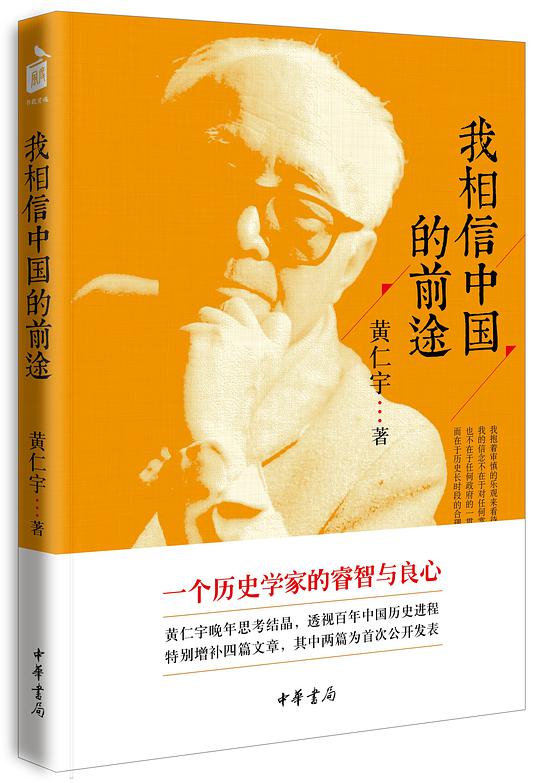 我相信中国
的前途
黄仁宇···著
我抱着审慎的乐观来看待
我的信念不在于对任何
也不在于任何政府的一贯
而在于历史长时段的合理
一个历史学家的睿智与良心
黄仁宇晚年思考结晶，透视百年中国历史进程
特别增补四篇文章，其中两篇为首次公开发表
中華書局
我相信中国的前途
黄仁宇···著
中華書局